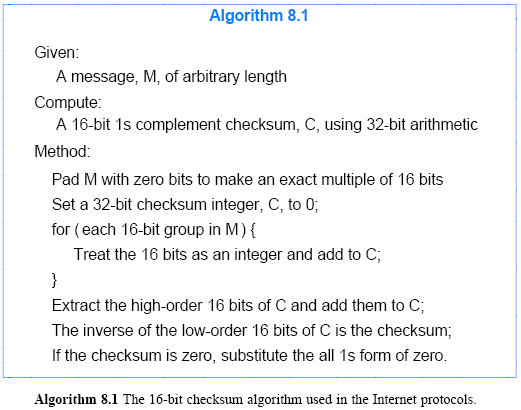 Algorithm 8.1
Given:
A message, M, of arbitrary length
Compute:
A 16-bit 1s complement checksum, C, using 32-bit arithmetic
Method:
Pad M with zero bits to make an exact multiple of 16 bits
Set a 32-bit checksum integer, C, to 0;
for (each 16-bit group in M) {
Treat the 16 bits as an integer and add to C;
}
Extract the high-order 16 bits of C and add them to C;
The inverse of the low-order 16 bits of C is the checksum;
If the checksum is zero, substitute the all 1s form of zero.
Algorithm 8.1 The 16-bit checksum algorithm used in the Internet protocols.